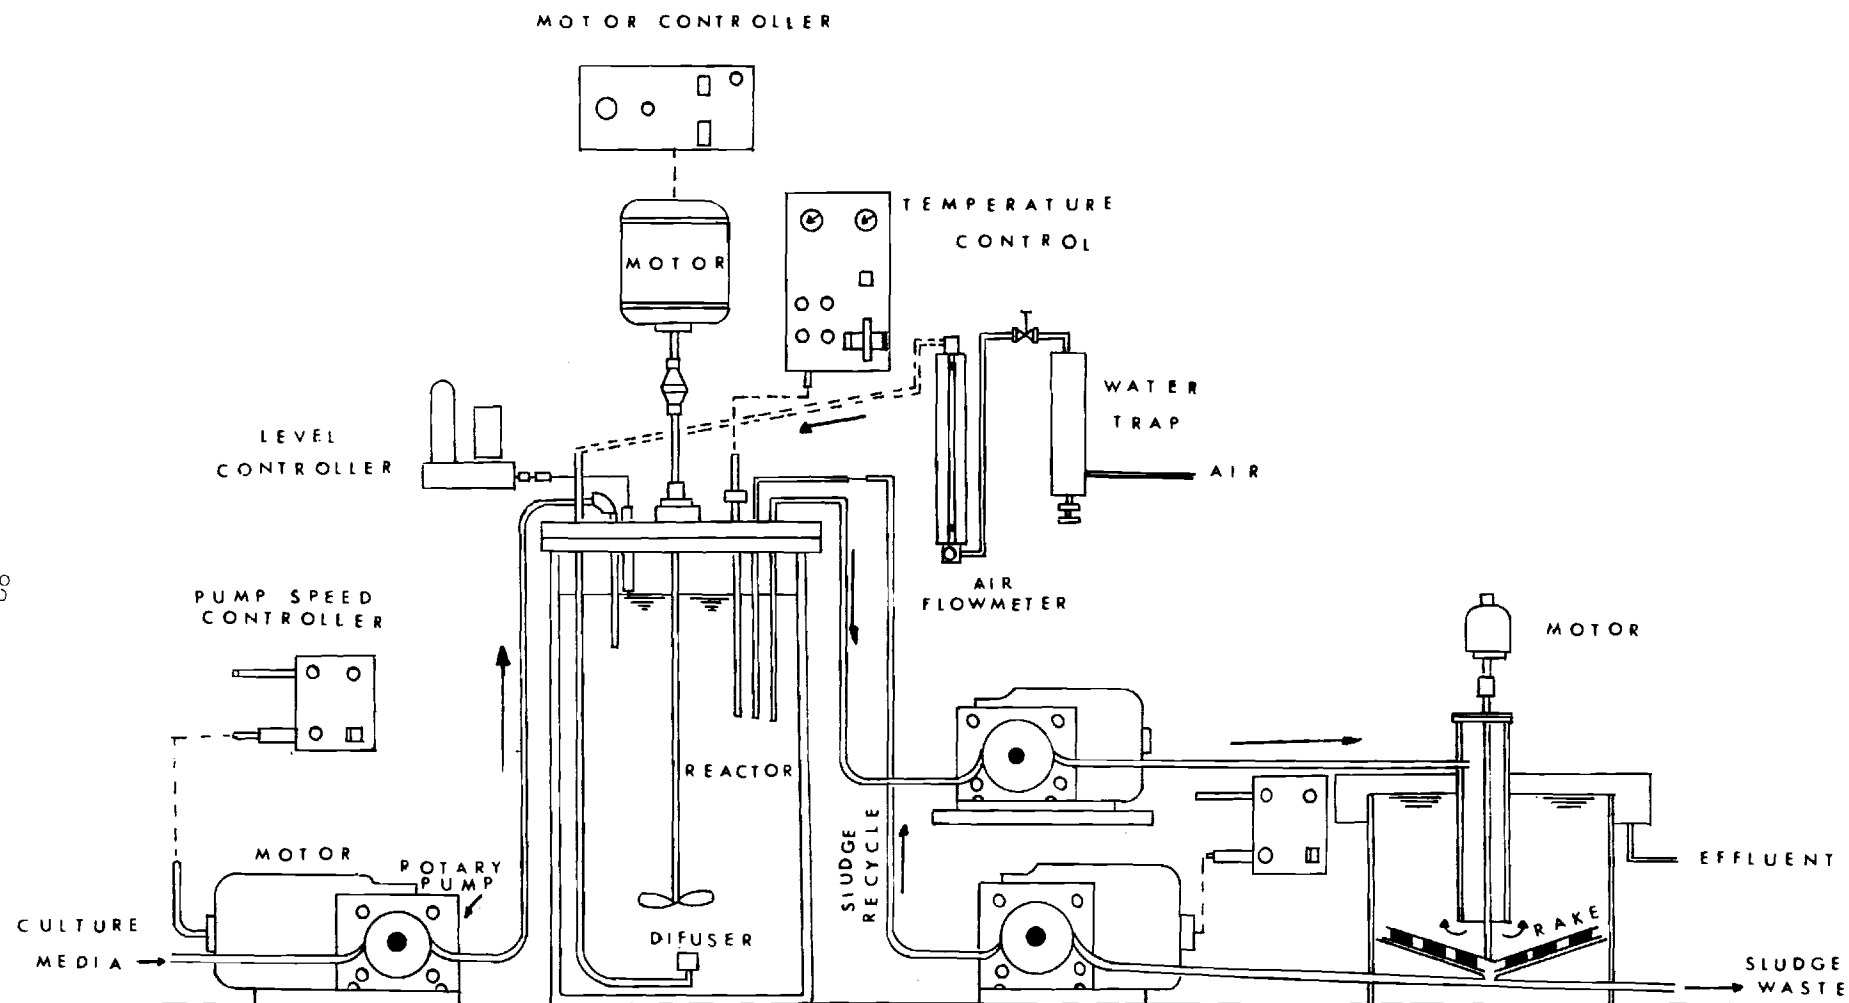 MOTOR CONTROLLER
TEMPERATURE
CONTROL
MOTOR
WATER
TRAP
LEVEL
CONTROLLER
AIR
AIR
FLOWMETER
PUMP SPEED
CONTROLLER
MOTOR
REACTOR
SLUDGE
RECYCLE
MOTOR
ROTARY
PUMP
EFFLUENT
CULTURE
MEDIA
DIFUSER
RAKE
SLUDGE
WASTE